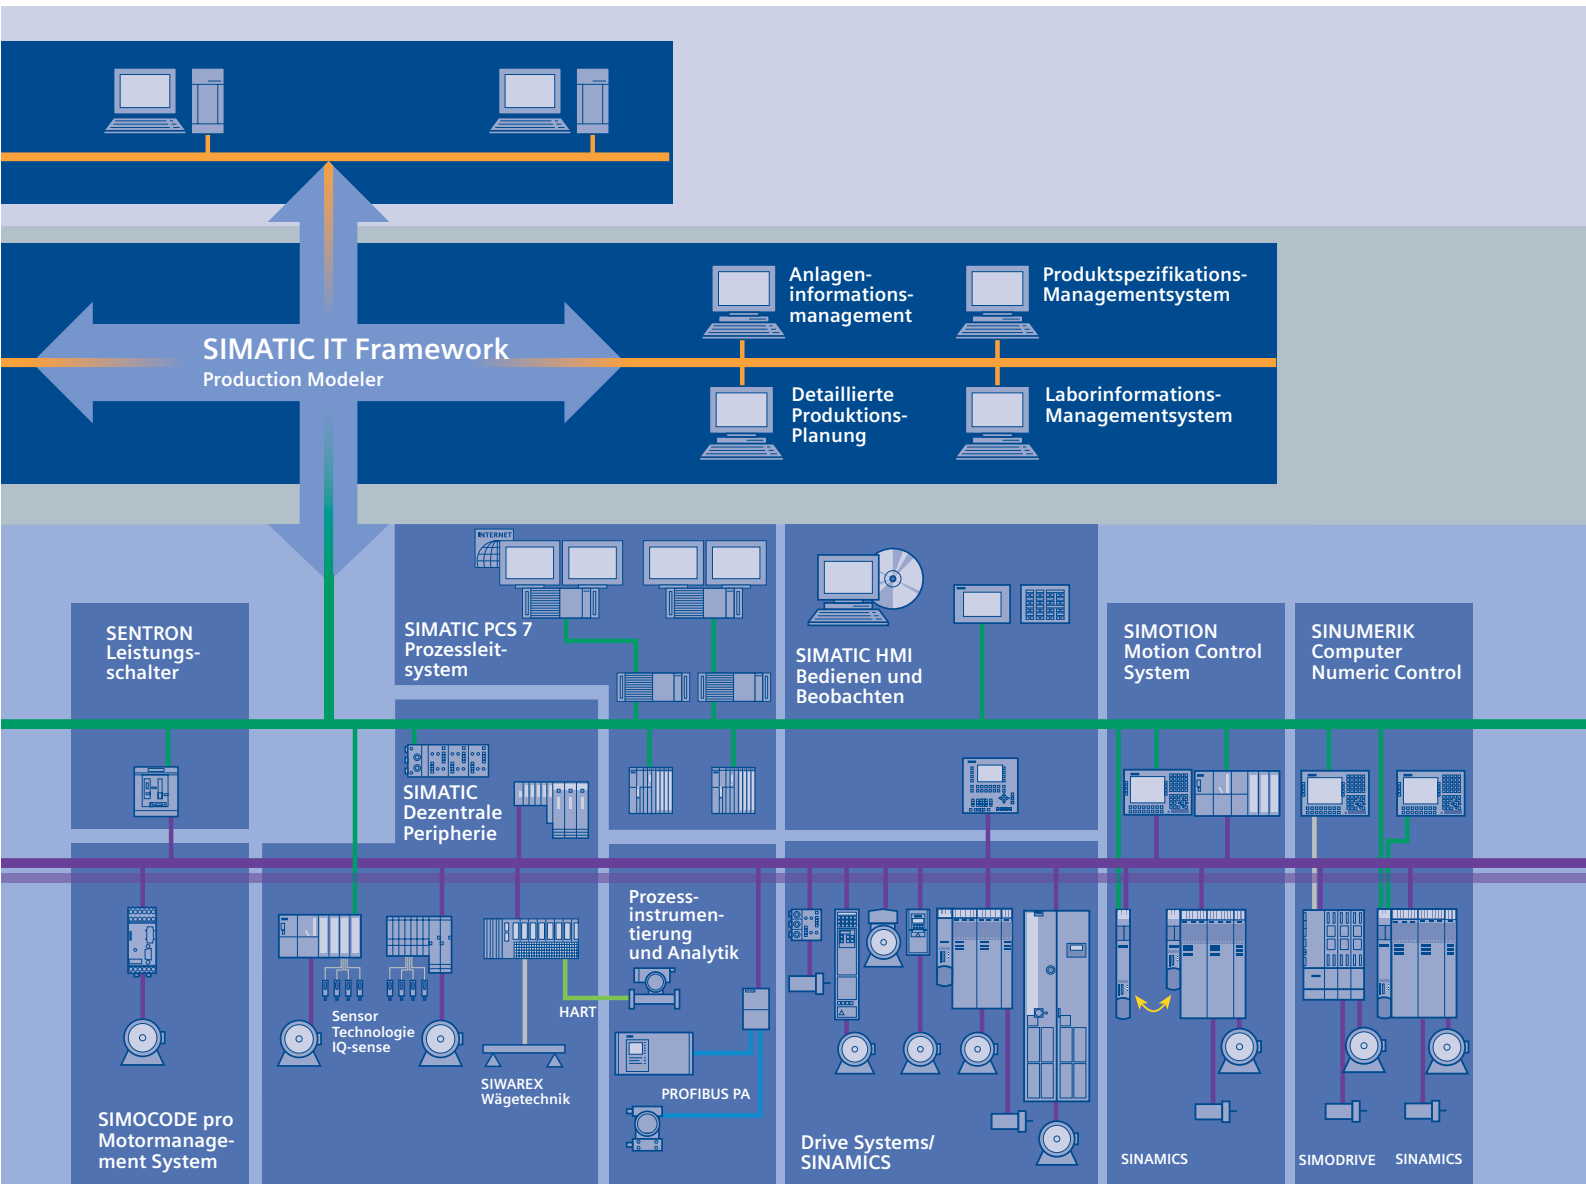 Anlagen-
informations-
management
Produktspezifikations-
Managementsystem
SIMATIC IT Framework
Production Modeler
Detaillierte
Produktions-
Planung
Laborinformations-
Managementsystem
INTERNET
SENTRON
Leistungs-
schalter
SIMATIC PCS 7
Prozessleit-
system
SIMATIC HMI
Bedienen und
Beobachten
SIMOTION
Motion Control
System
SINUMERIK
Computer
Numeric Control
SIMATIC
Dezentrale
Peripherie
Prozess-
instrumen-
tierung
und Analytik
HART
Sensor
Technologie
IQ-sense
SIWAREX
Wägetechnik
PROFIBUS PA
SIMOCODE pro
Motormanage-
ment System
Drive Systems/
SINAMICS
SINAMICS
SIMODRIVE
SINAMICS